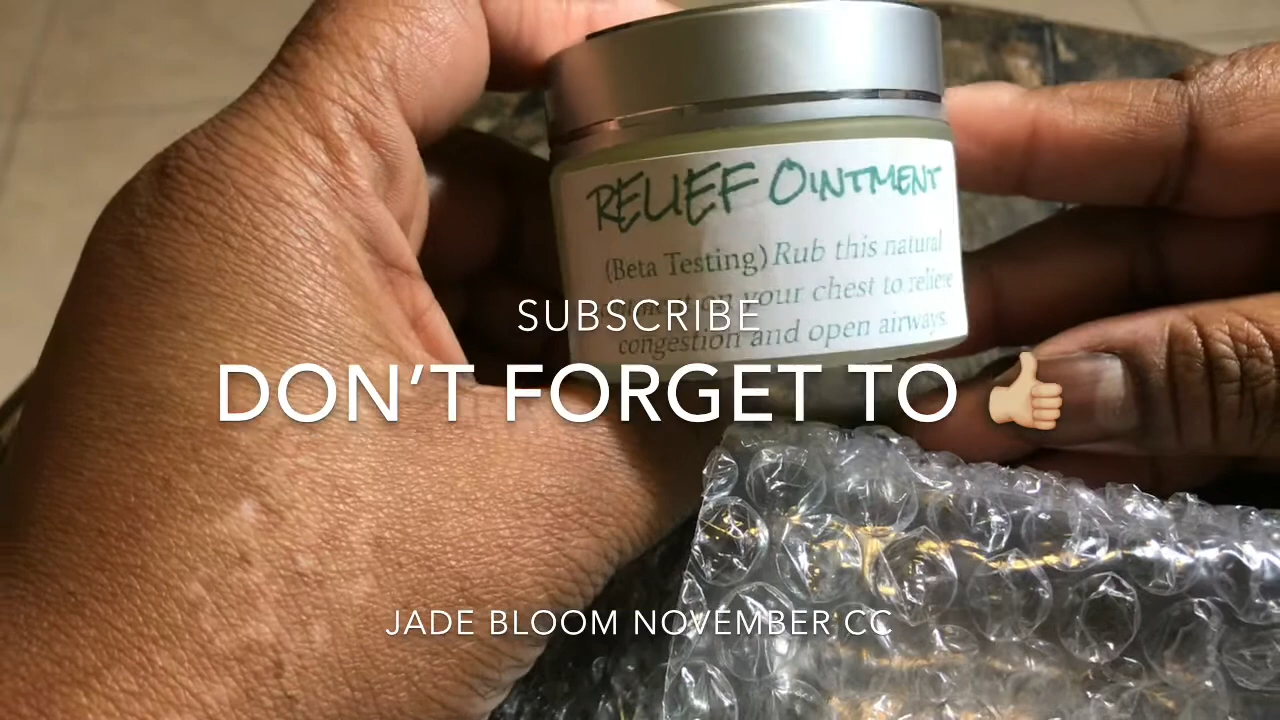 RELIEF OINTMENT
(Beta Testing) Rub this natural
on your chest to relieve
congestion and open airways.
SUBSCRIBE
DON'T FORGET TO 👍🏼
JADE BLOOM NOVEMBER CC